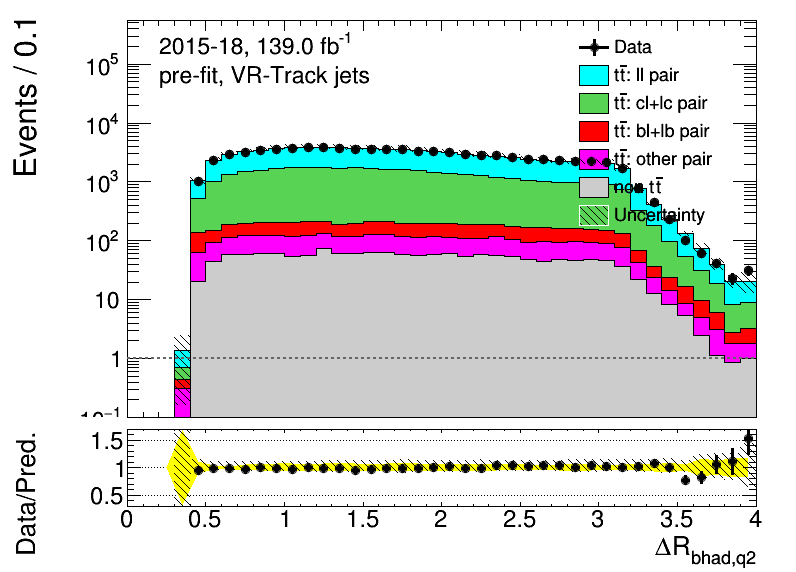 2015-18, 139.0 fb⁻¹
pre-fit, VR-Track jets
Data
tt̄: ll pair
tt̄: cl+lc pair
tt̄: bl+lb pair
tt̄: other pair
non tt̄
Uncertainty
Events / 0.1
10⁵
10⁴
10³
10²
10
1
10⁻¹
Data/Pred.
1.5
1
0.5
0 0.5 1 1.5 2 2.5 3 3.5 4
ΔR_bhad,q2